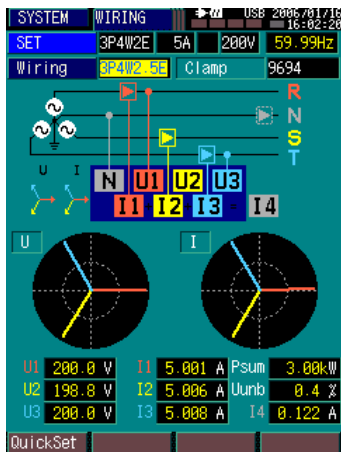 SYSTEM WIRING USB 2006/01/16
16:02:20
SET 3P4W2E 5A 200V 59.99Hz
Wiring 3P4W2.5E Clamp 9694
R
N
S
T
U I
N U1 U2 U3
I1 I2 I3 I4
U I
U1 200.0 V I1 5.001 A Psum 3.00kW
U2 198.8 V I2 5.006 A Uunb 0.4 %
U3 200.0 V I3 5.008 A I4 0.122 A
QuickSet